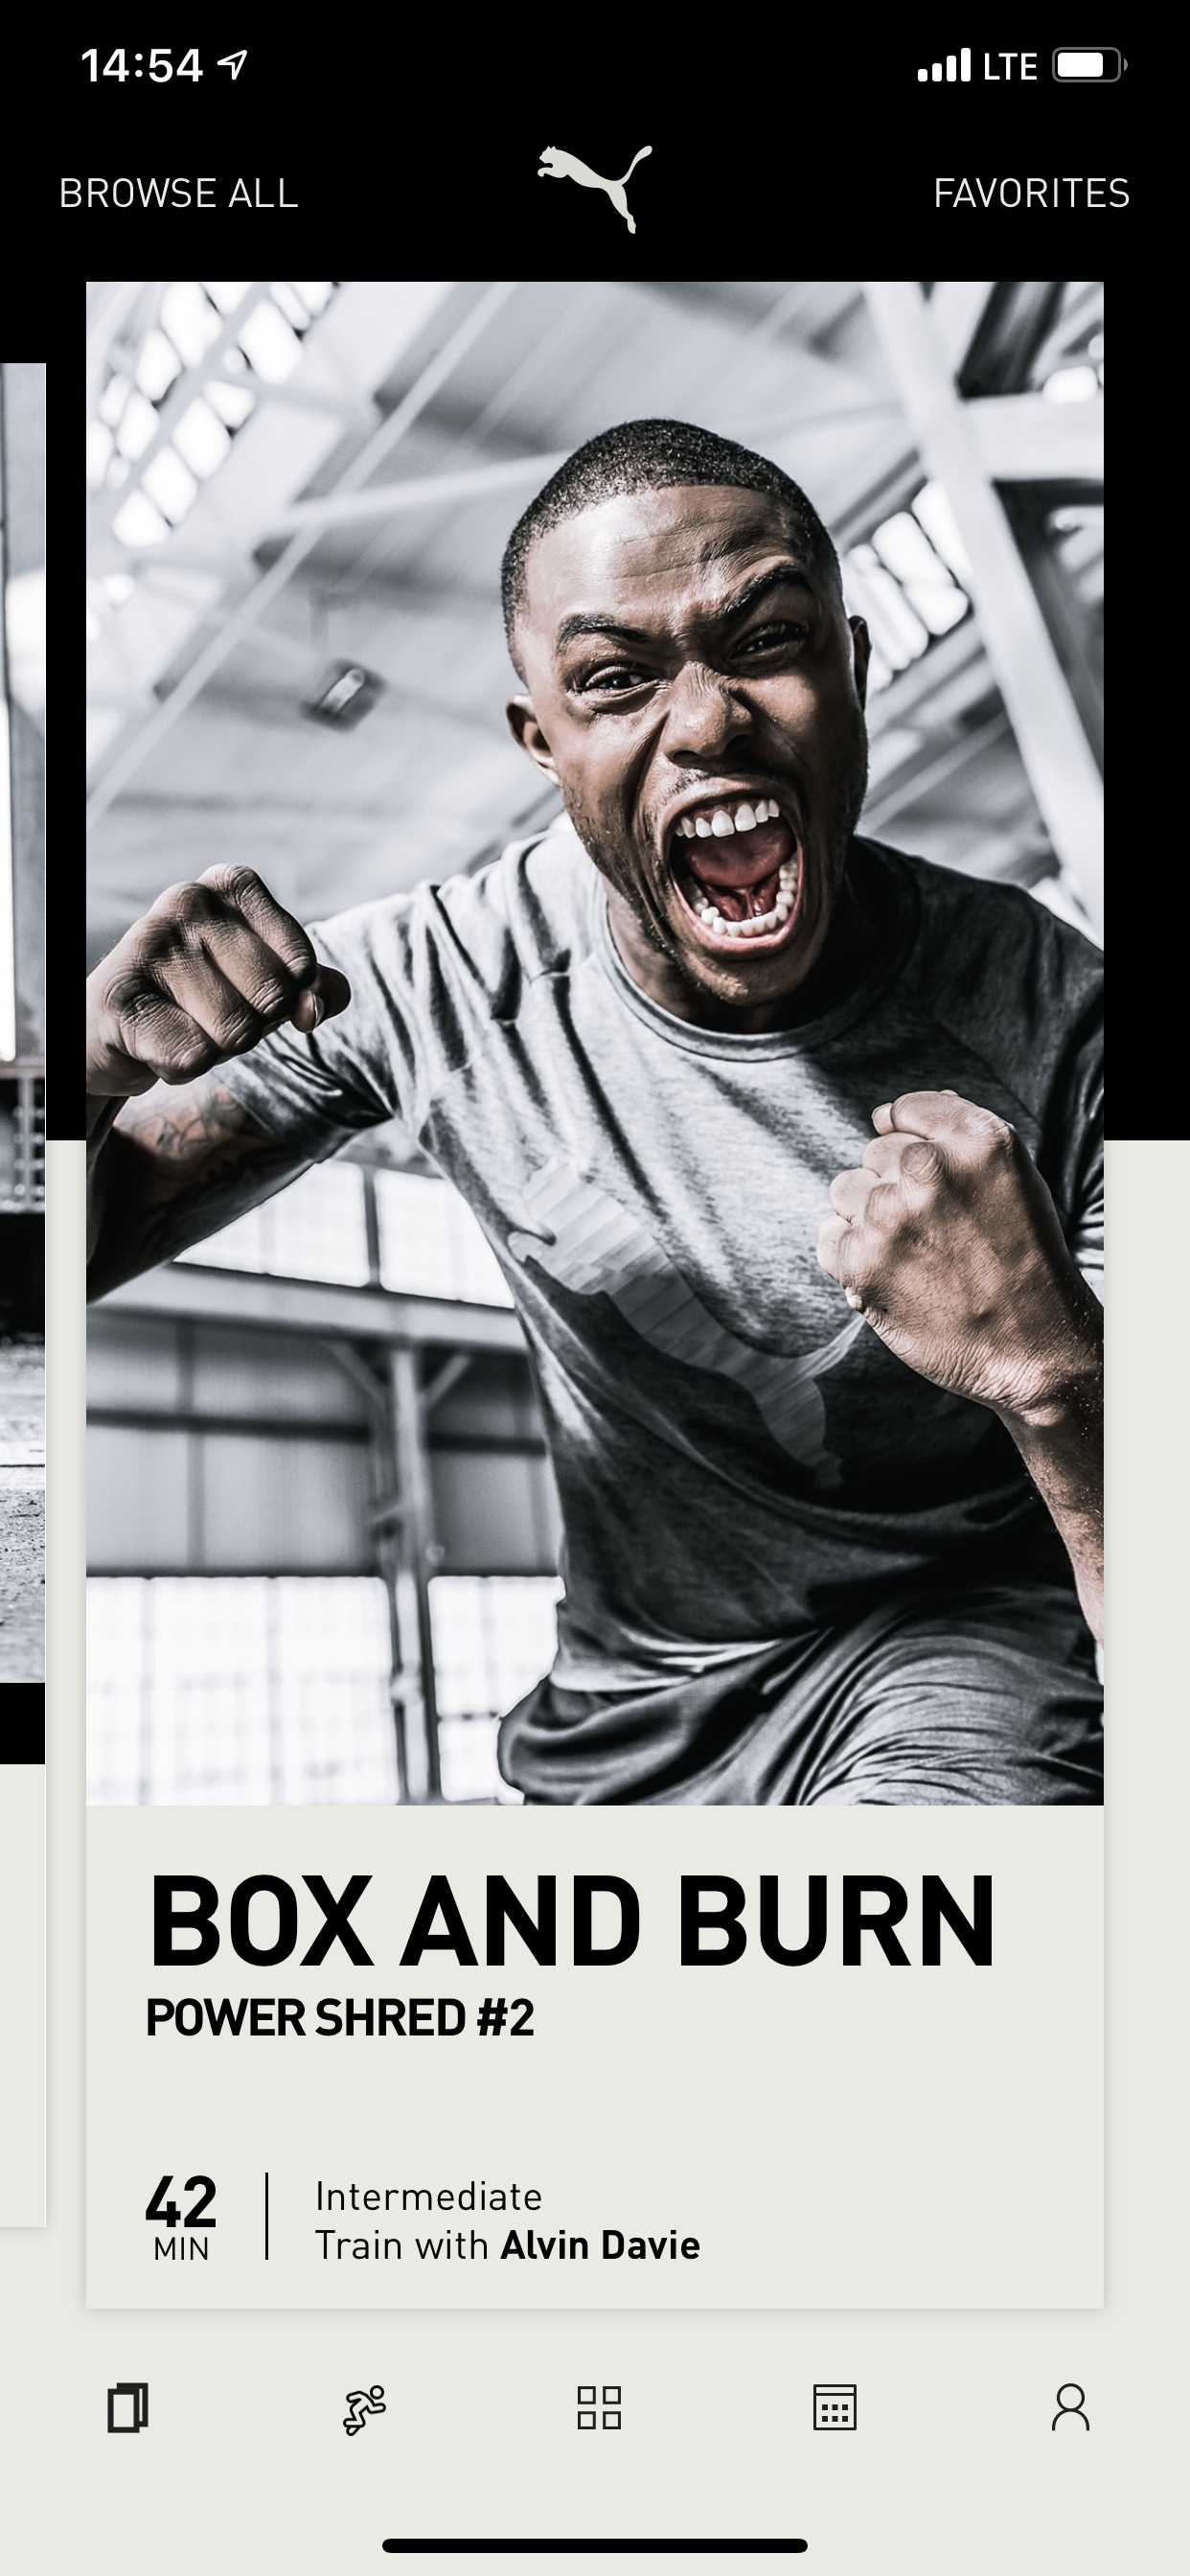 14:54
LTE
BROWSE ALL
FAVORITES
BOX AND BURN
POWER SHRED #2
42
MIN
Intermediate
Train with Alvin Davie